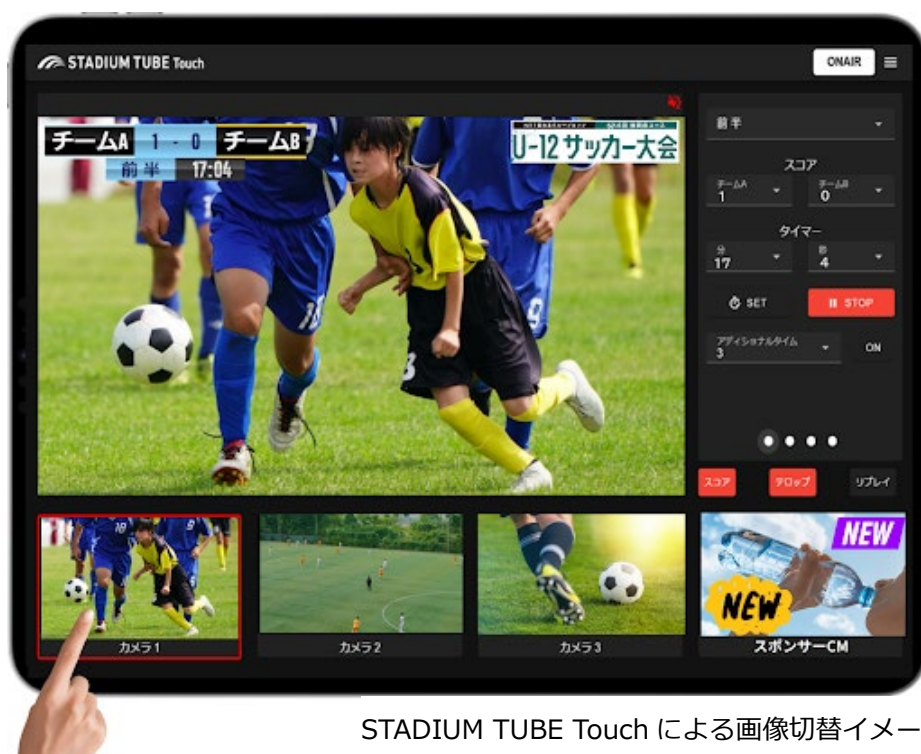 STADIUM TUBE Touch
ONAIR
チームA 1 - 0 チームB
前半 17:04
U-12 サッカー大会
前半
スコア
チームA
1
チームB
0
タイマー
分
17
秒
4
SET
STOP
アディショナルタイム
3
ON
スコア
テロップ
リプレイ
18
9
3
カメラ1
カメラ2
カメラ3
NEW
NEW
スポンサーCM
STADIUM TUBE Touch による画像切替イメー